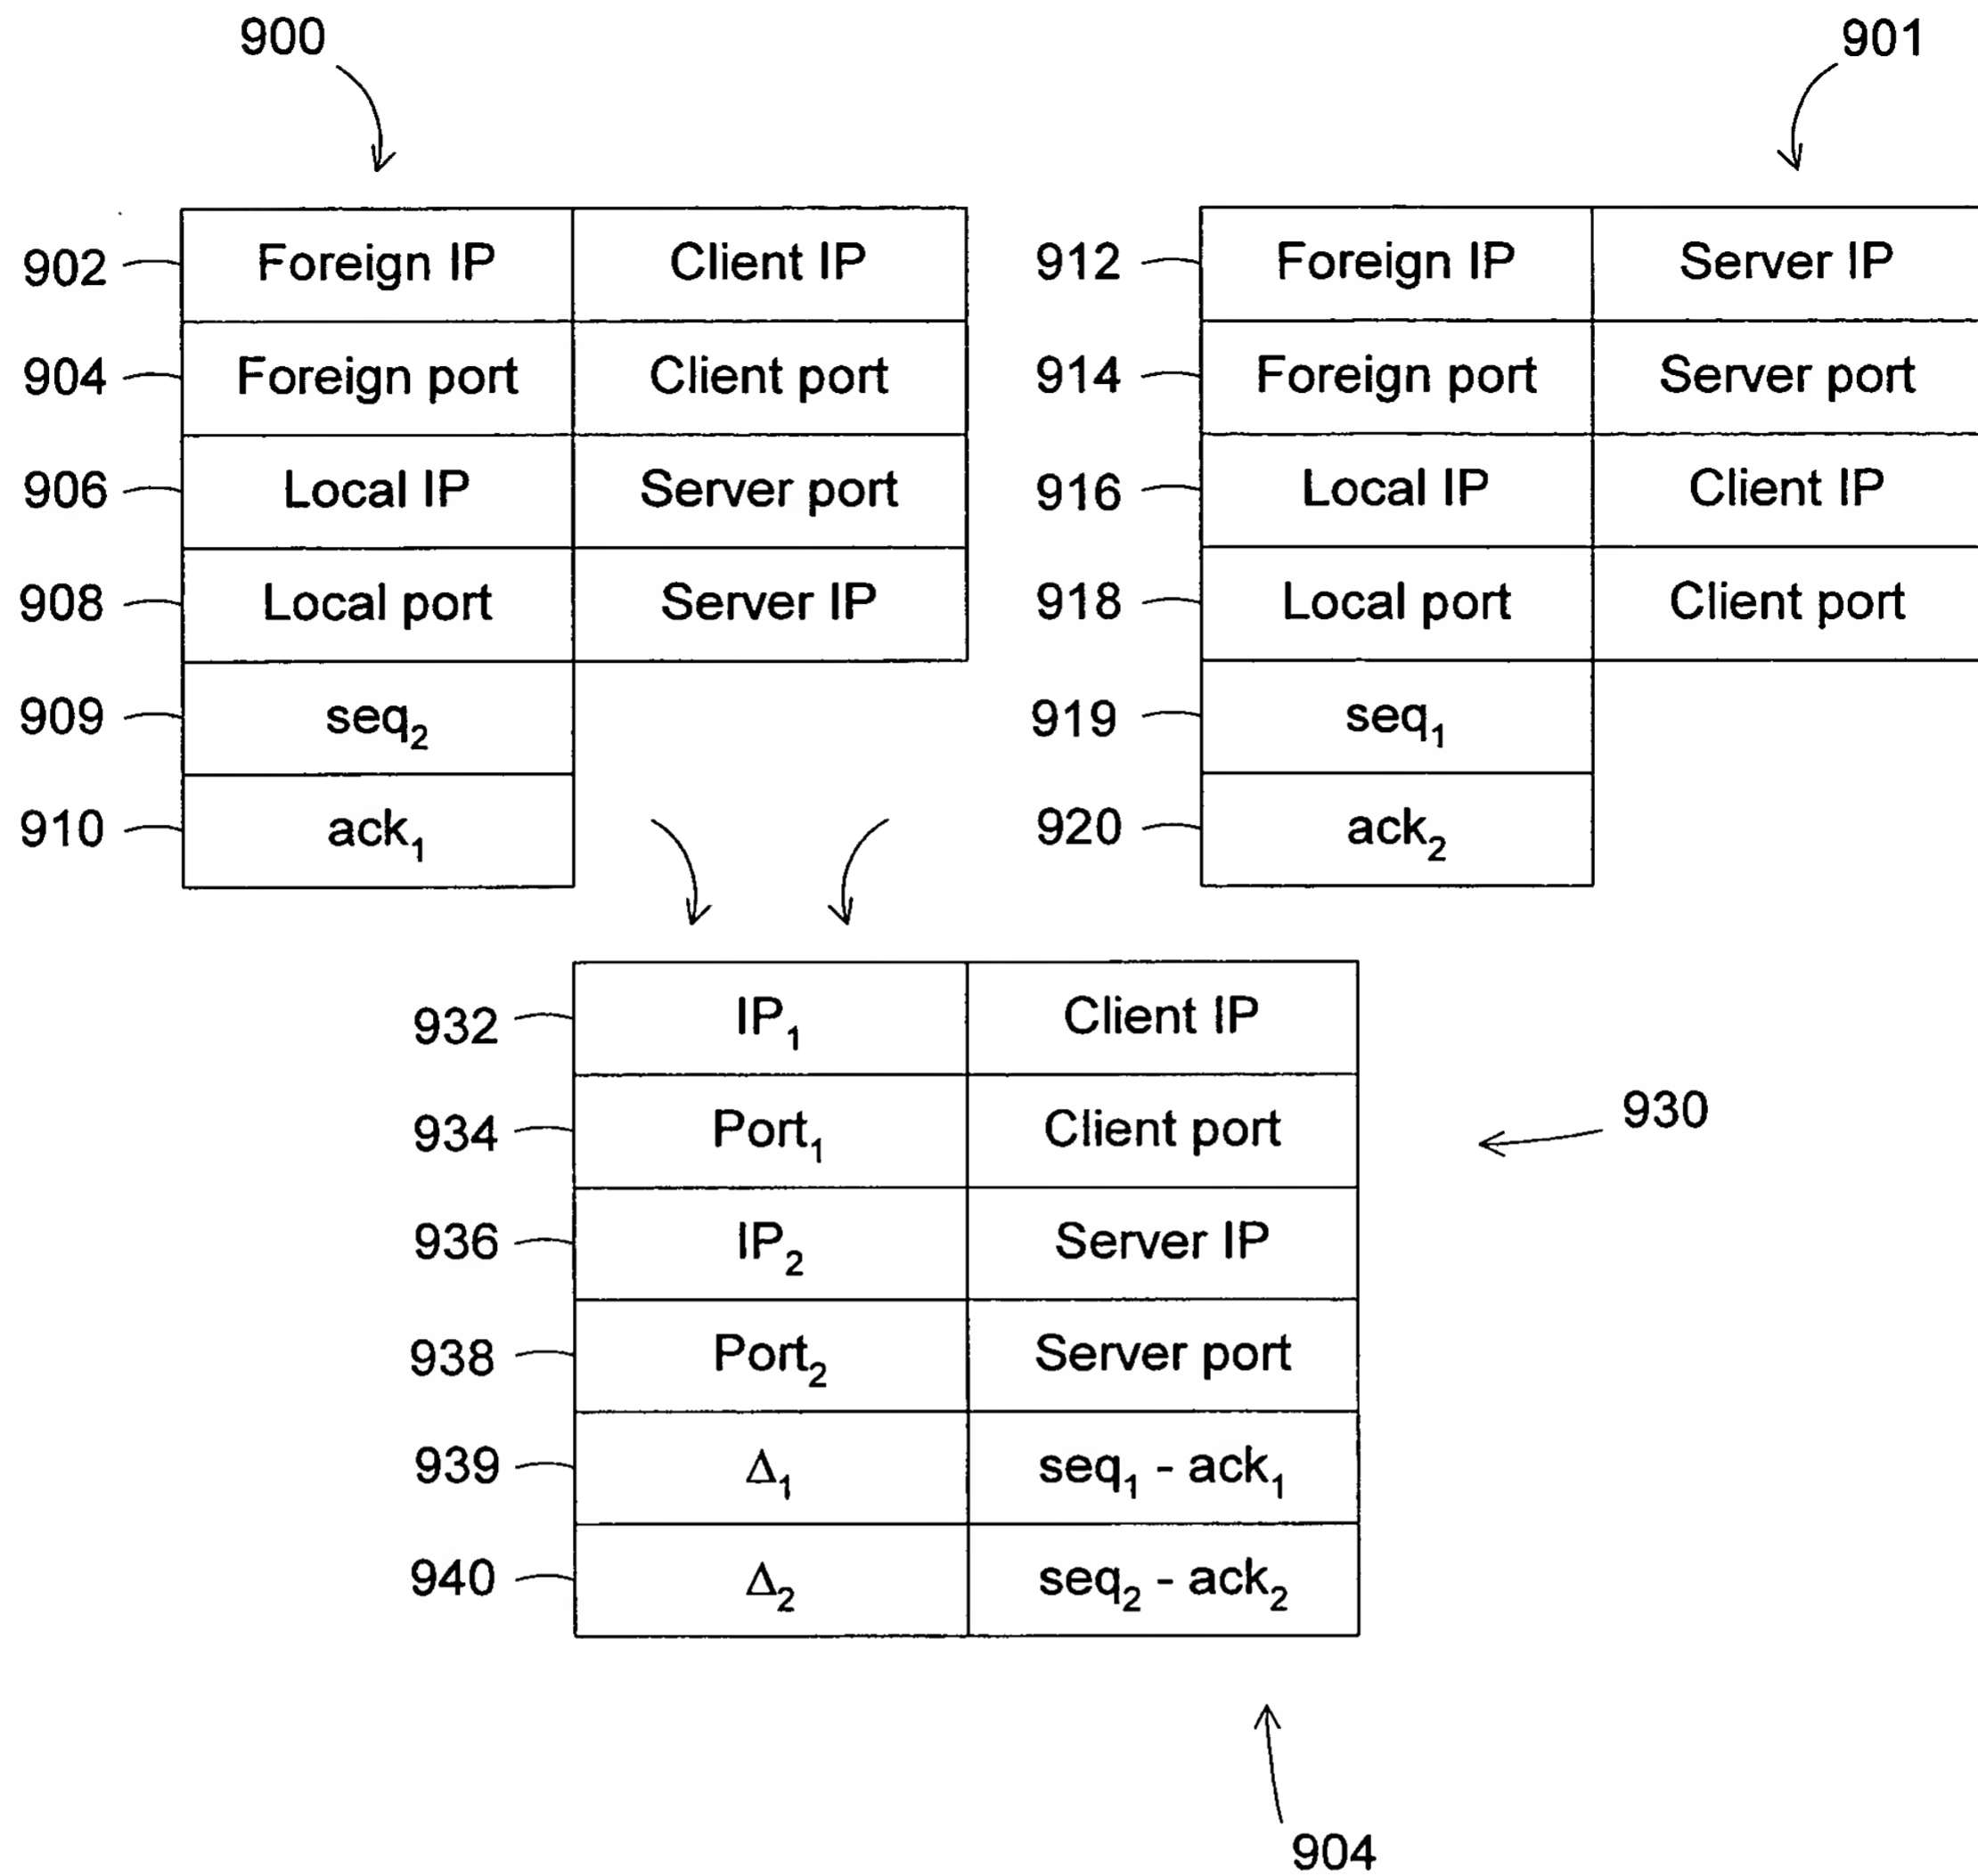 900
901
902 Foreign IP Client IP
904 Foreign port Client port
906 Local IP Server port
908 Local port Server IP
909 seq₂
910 ack₁
912 Foreign IP Server IP
914 Foreign port Server port
916 Local IP Client IP
918 Local port Client port
919 seq₁
920 ack₂
932 IP₁ Client IP
934 Port₁ Client port
936 IP₂ Server IP
938 Port₂ Server port
939 Δ₁ seq₁ - ack₁
940 Δ₂ seq₂ - ack₂
930
904